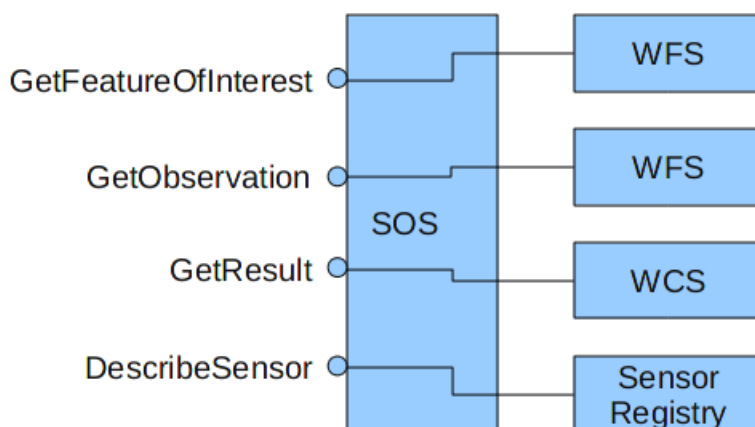 GetFeatureOfInterest
WFS
GetObservation
WFS
SOS
GetResult
WCS
DescribeSensor
Sensor
Registry